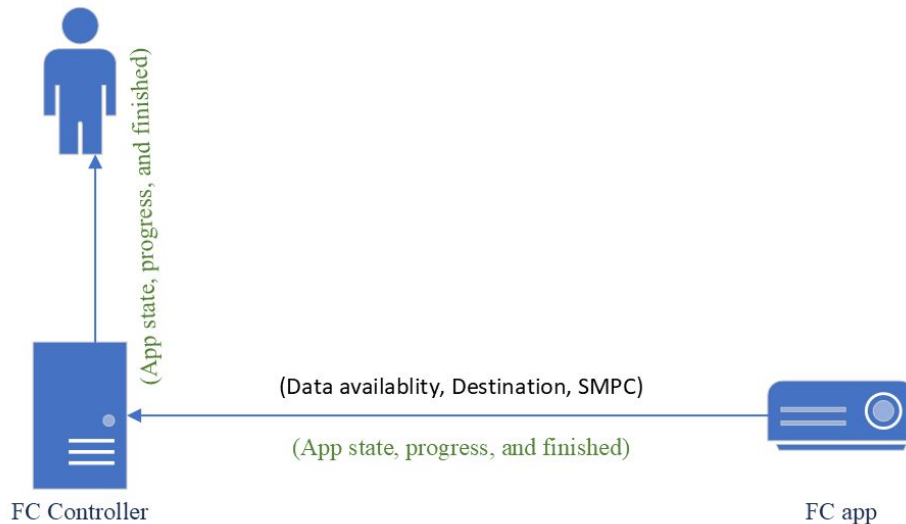 (App state, progress, and finished)
(Data availablity, Destination, SMPC)
(App state, progress, and finished)
FC Controller
FC app